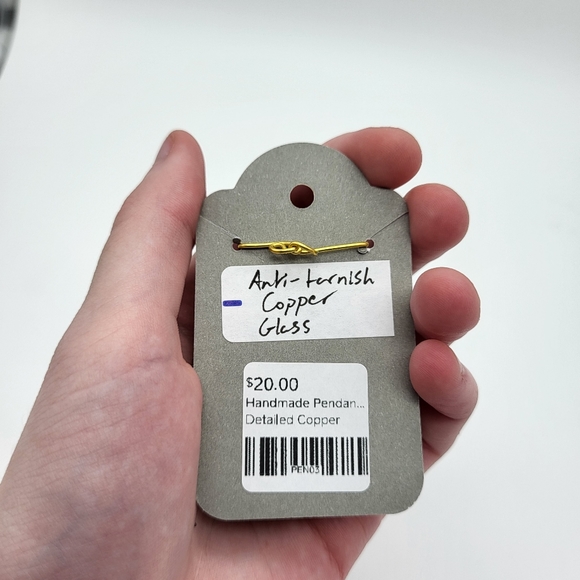 Anti-tarnish
Copper
Glass
$20.00
Handmade Pendan...
Detailed Copper
PEN03